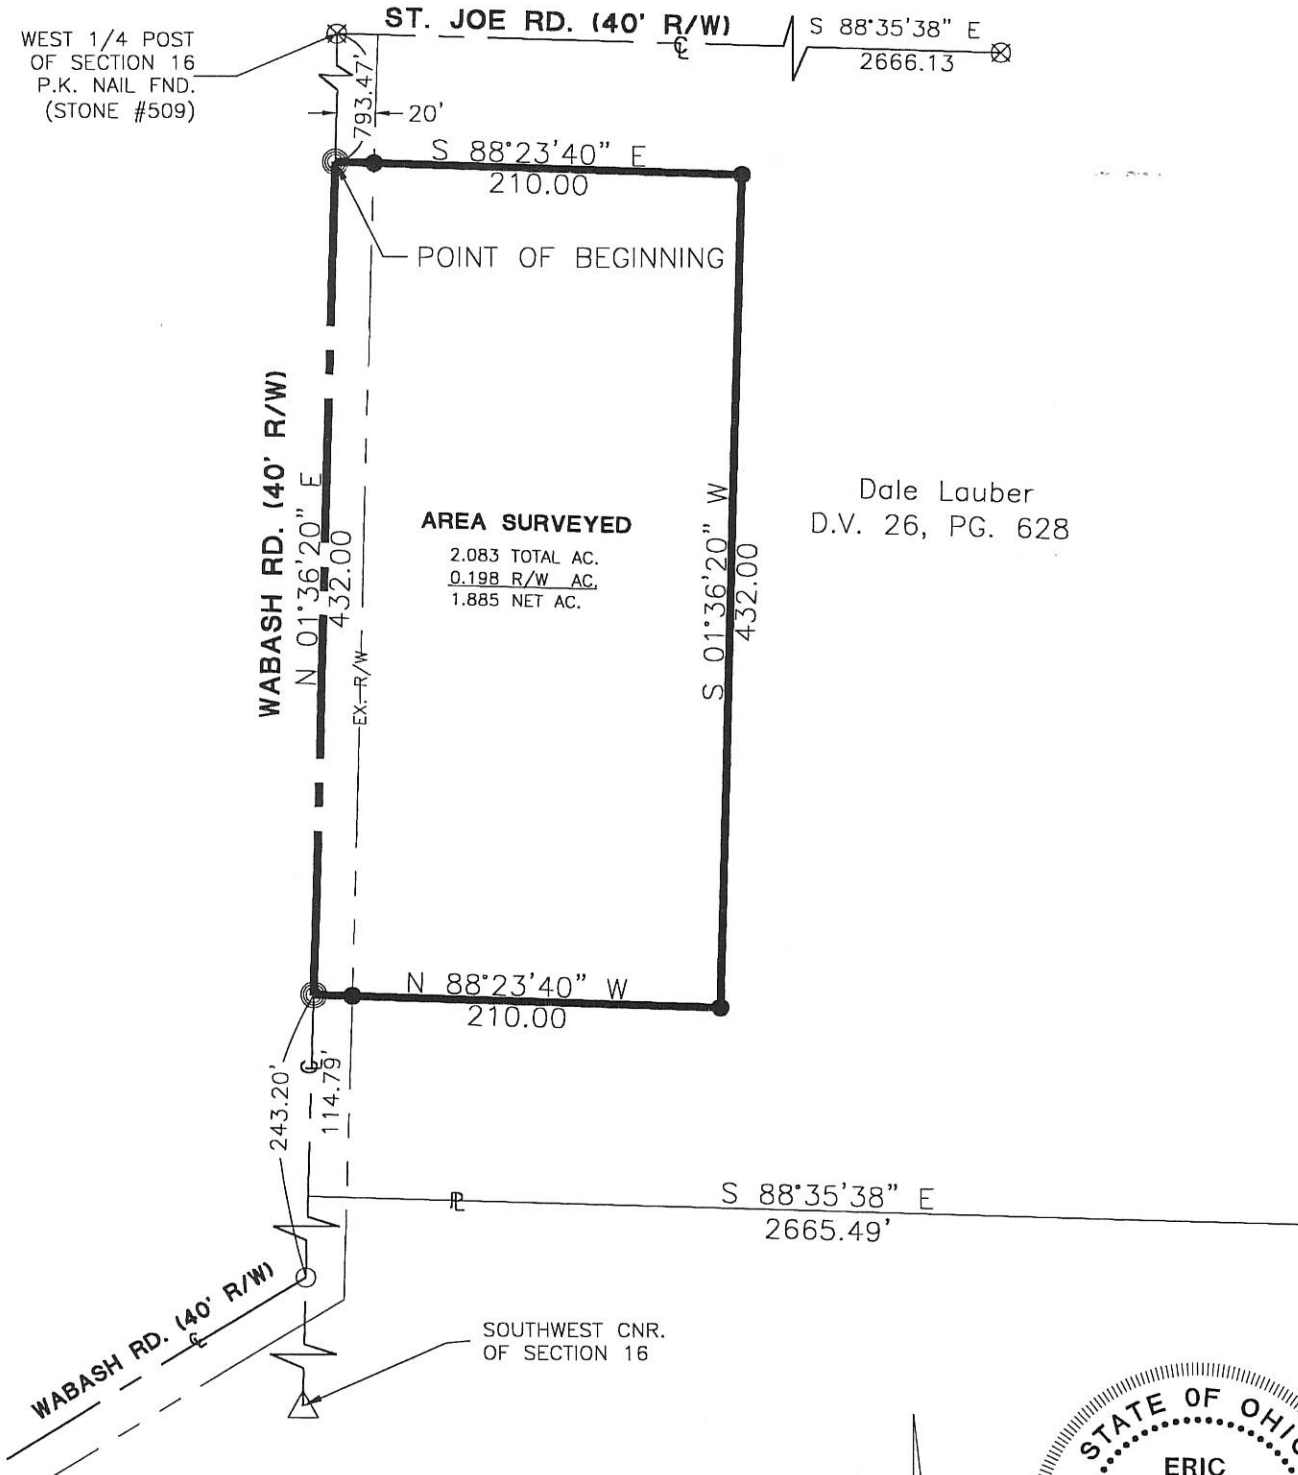 ST. JOE RD. (40' R/W)
S 88°35'38" E
2666.13
WEST 1/4 POST
OF SECTION 16
P.K. NAIL FND.
(STONE #509)
793.47'
20'
S 88°23'40" E
210.00
POINT OF BEGINNING
WABASH RD. (40' R/W)
N 01°36'20" E
432.00
EX. R/W
AREA SURVEYED
2.083 TOTAL AC.
0.198 R/W AC.
1.885 NET AC.
S 01°36'20" W
432.00
Dale Lauber
D.V. 26, PG. 628
N 88°23'40" W
210.00
243.20'
114.79'
S 88°35'38" E
2665.49'
WABASH RD. (40' R/W)
SOUTHWEST CNR.
OF SECTION 16
STATE OF OHIO
ERIC